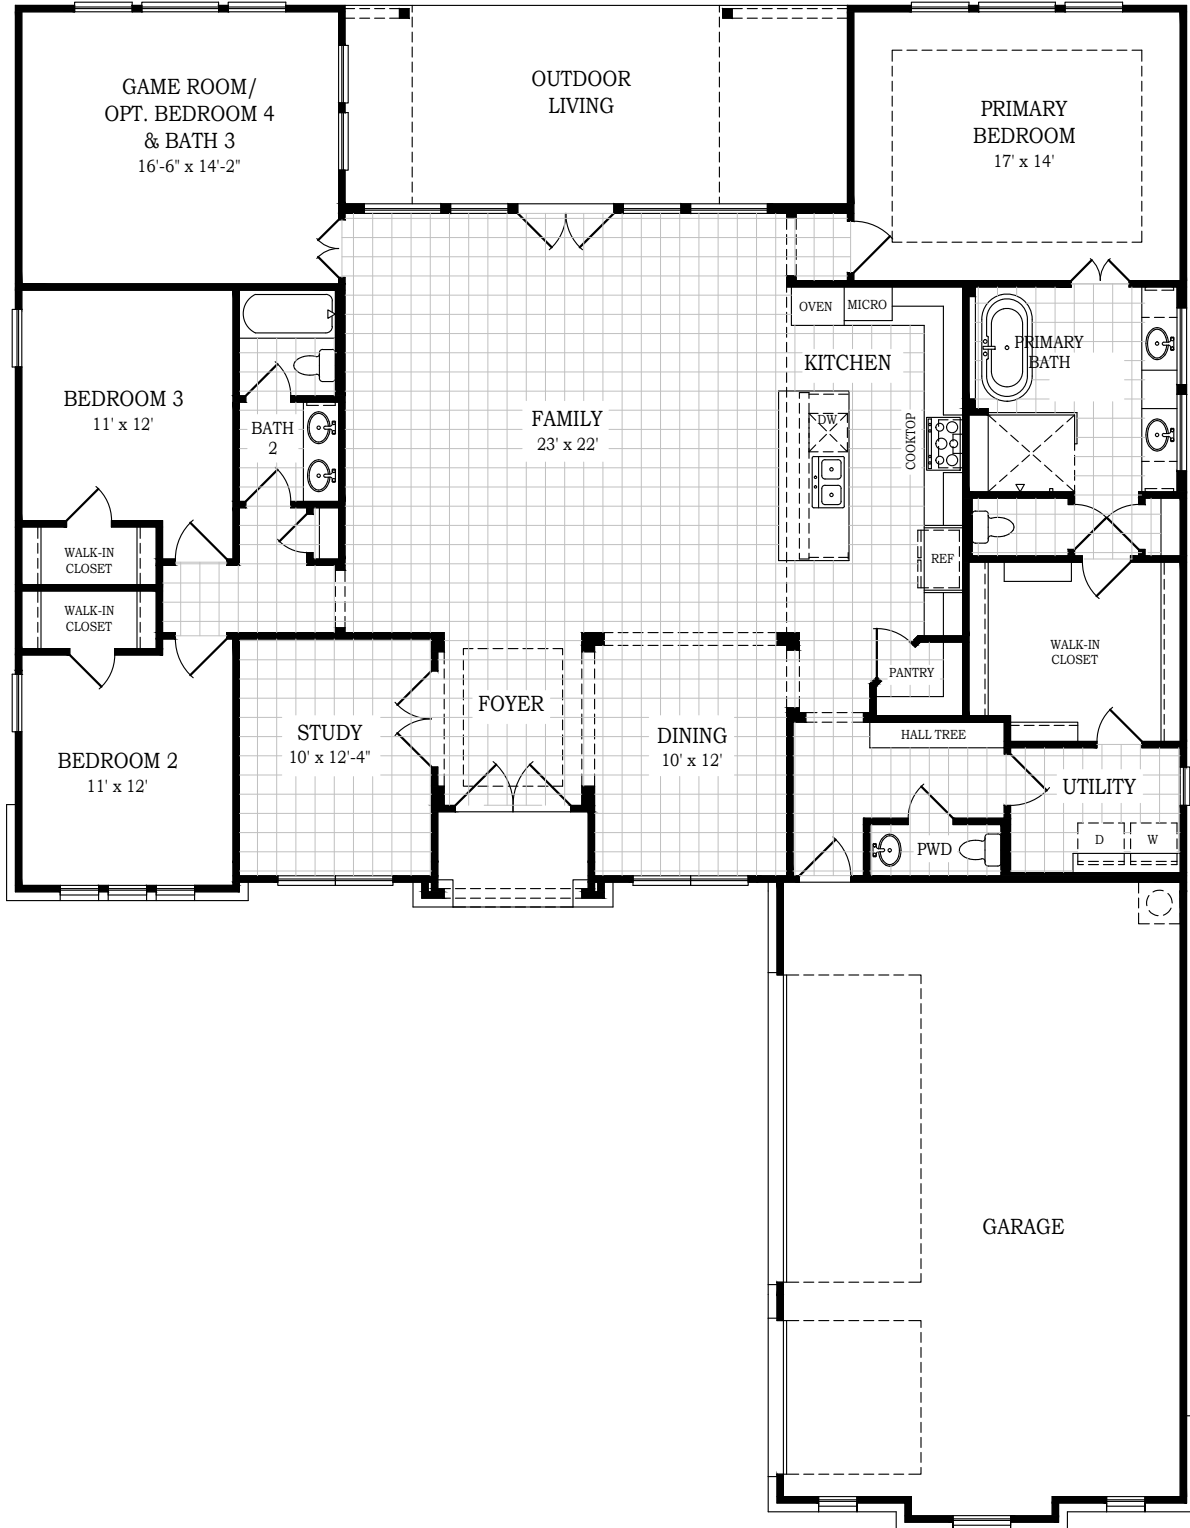 GAME ROOM/
OPT. BEDROOM 4
& BATH 3
16'-6" x 14'-2"
OUTDOOR
LIVING
PRIMARY
BEDROOM
17' x 14'
OVEN
MICRO
KITCHEN
PRIMARY
BATH
BEDROOM 3
11' x 12'
BATH
2
FAMILY
23' x 22'
DW
COOKTOP
WALK-IN
CLOSET
REF
WALK-IN
CLOSET
WALK-IN
CLOSET
PANTRY
FOYER
STUDY
10' x 12'-4"
DINING
10' x 12'
HALL TREE
BEDROOM 2
11' x 12'
UTILITY
D
W
PWD
GARAGE